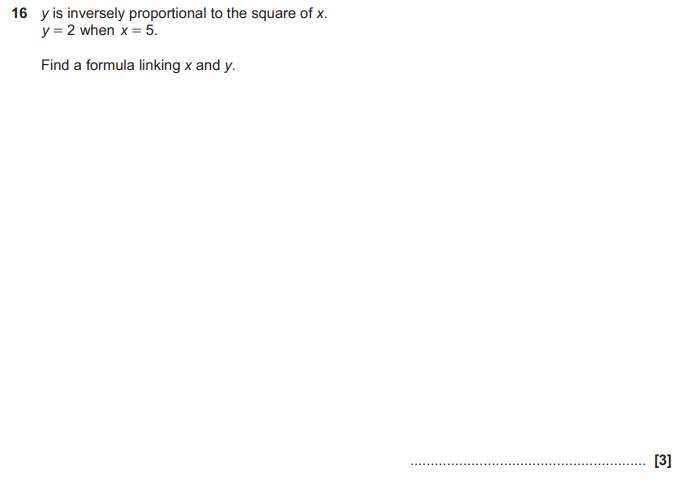 16 y is inversely proportional to the square of x.
y = 2 when x = 5.
Find a formula linking x and y.
.......................................................... [3]